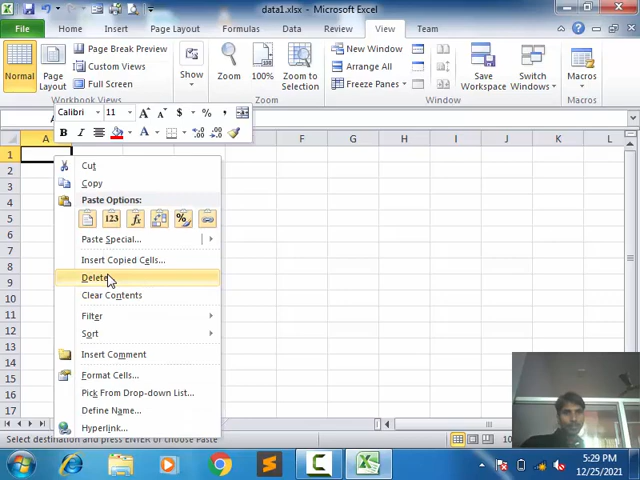 data1.xlsx - Microsoft Excel
File Home Insert Page Layout Formulas Data Review View Team
Normal
Page Layout
Page Break Preview
Custom Views
Full Screen
Workbook Views
Show
Zoom
100%
Zoom to Selection
New Window
Arrange All
Freeze Panes
Window
Save Workspace
Switch Windows
Macros
Macros
Calibri 11 A A $ % ,
B I A
A F G H I J K L
1
2
3
4
5
6
7
8
9
10
11
12
13
14
15
16
17
Cut
Copy
Paste Options:
123 fx %
Paste Special...
Insert Copied Cells...
Delete
Clear Contents
Filter
Sort
Insert Comment
Format Cells...
Pick From Drop-down List...
Define Name...
Hyperlink...
Select destination and press ENTER or choose Paste
5:29 PM
12/25/2021